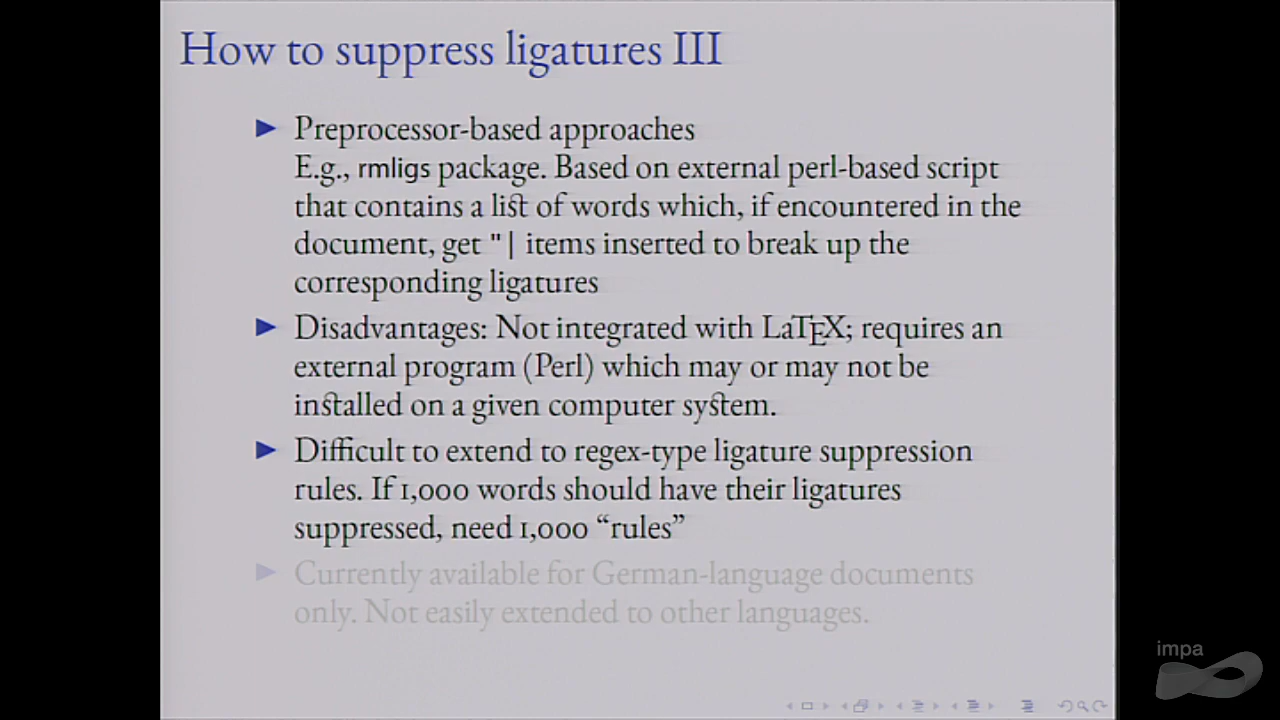 How to suppress ligatures III
▶ Preprocessor-based approaches
E.g., rmligs package. Based on external perl-based script
that contains a list of words which, if encountered in the
document, get "| items inserted to break up the
corresponding ligatures
▶ Disadvantages: Not integrated with LaTEX; requires an
external program (Perl) which may or may not be
installed on a given computer system.
▶ Difficult to extend to regex-type ligature suppression
rules. If 1,000 words should have their ligatures
suppressed, need 1,000 “rules”
▶ Currently available for German-language documents
only. Not easily extended to other languages.
impa